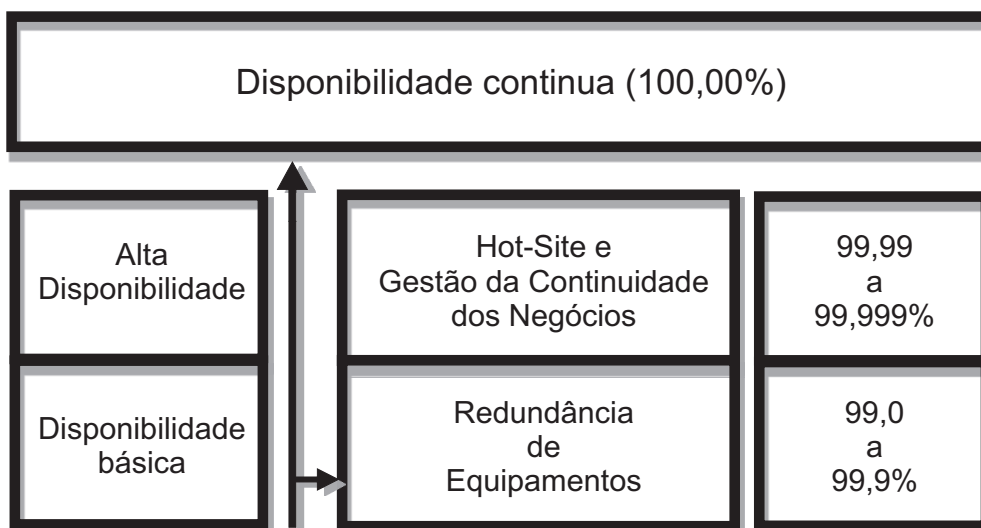 Disponibilidade continua (100,00%)
Alta
Disponibilidade
Hot-Site e
Gestão da Continuidade
dos Negócios
99,99
a
99,999%
Disponibilidade
básica
Redundância
de
Equipamentos
99,0
a
99,9%